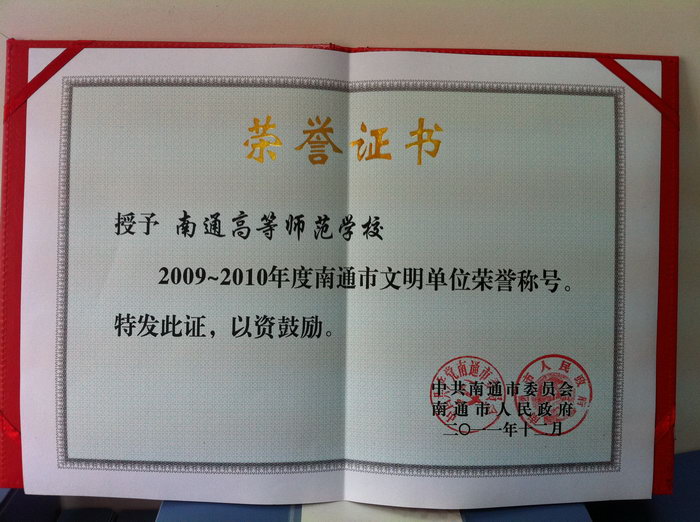 荣誉证书
授予 南通高等师范学校
2009~2010年度南通市文明单位荣誉称号。
特发此证，以资鼓励。
中共南通市委员会
南通市人民政府
二〇一一年十二月